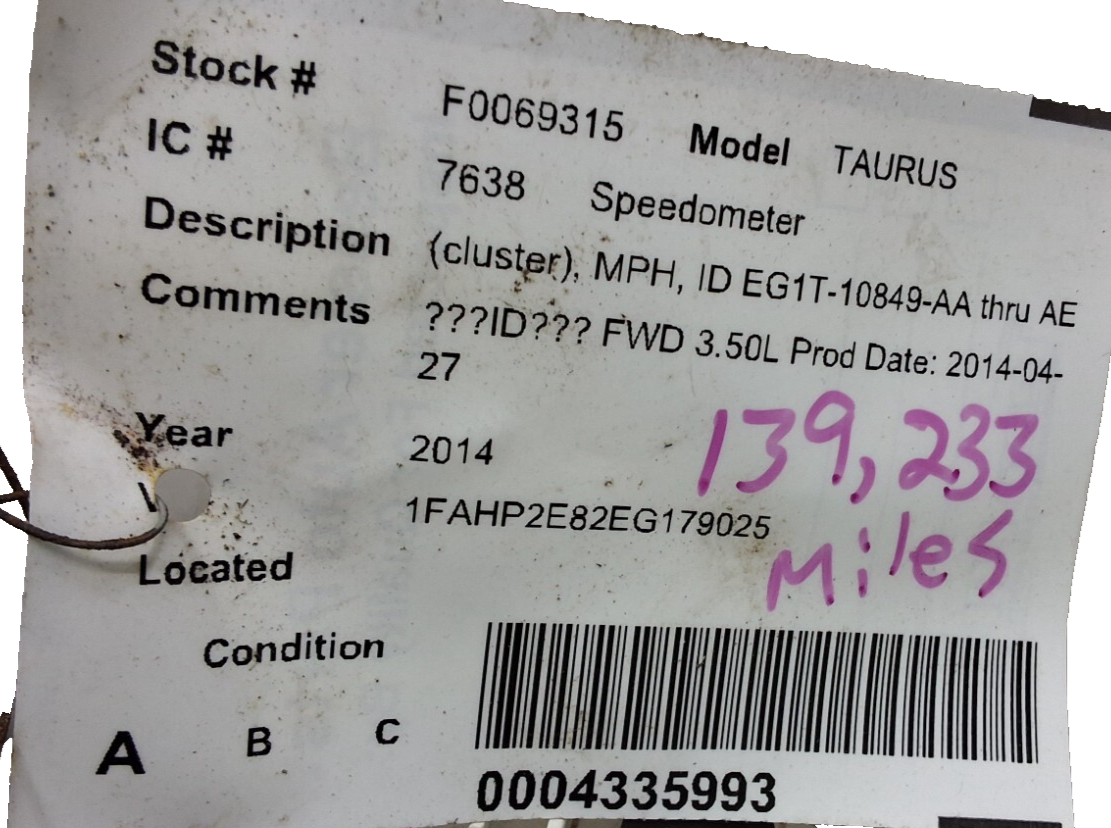 Stock # F0069315 Model TAURUS
IC # 7638 Speedometer
Description (cluster), MPH, ID EG1T-10849-AA thru AE
Comments ???ID??? FWD 3.50L Prod Date: 2014-04-
27
Year 2014
139,233
1FAHP2E82EG179025
Miles
Located
Condition
A B C
0004335993